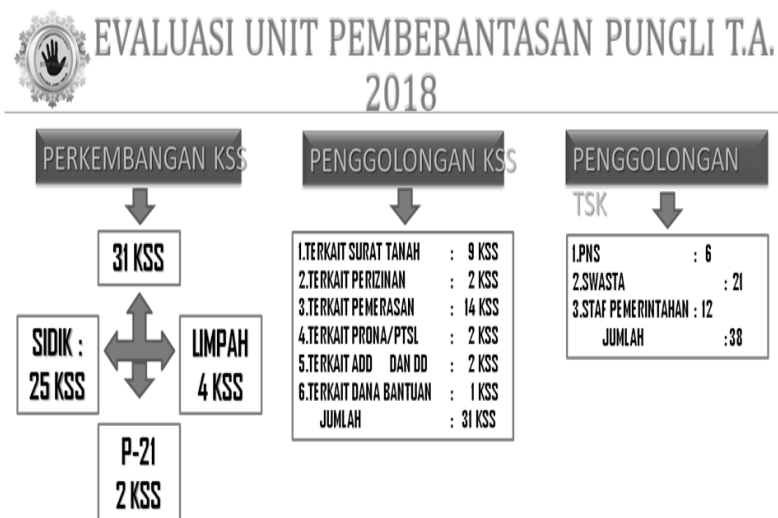 EVALUASI UNIT PEMBERANTASAN PUNGLI T.A.
2018
PERKEMBANGAN KSS
31 KSS
SIDIK :
25 KSS
LIMPAH
4 KSS
P-21
2 KSS
PENGGOLONGAN KSS
1.TERKAIT SURAT TANAH : 9 KSS
2.TERKAIT PERIZINAN : 2 KSS
3.TERKAIT PEMERASAN : 14 KSS
4.TERKAIT PRONA/PTSL : 2 KSS
5.TERKAIT ADD DAN DD : 2 KSS
6.TERKAIT DANA BANTUAN : 1 KSS
JUMLAH : 31 KSS
PENGGOLONGAN
TSK
1.PNS : 6
2.SWASTA : 21
3.STAF PEMERINTAHAN : 12
JUMLAH :38